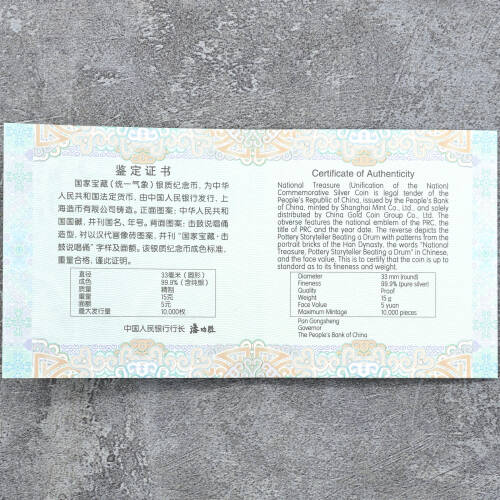 鉴定证书
国家宝藏(统一气象)银质纪念币，为中华
人民共和国法定货币，由中国人民银行发行，上
海造币有限公司铸造。正面图案：中华人民共和
国国徽，并刊国名、年号。背面图案：击鼓说唱俑
造型，衬以汉代画像砖图案，并刊“国家宝藏·击
鼓说唱俑”字样及面额。该银质纪念币成色标准，
重量合格，谨此证明。
直径 33毫米（圆形）
成色 99.9%（含纯银）
质量 精制
重量 15克
面额 5元
最大发行量 10,000枚
中国人民银行行长 潘功胜
Certificate of Authenticity
National Treasure (Unification of the Nation)
Commemorative Silver Coin is legal tender of the
People's Republic of China, issued by the People's Bank
of China, minted by Shanghai Mint Co., Ltd., and solely
distributed by China Gold Coin Group Co., Ltd. The
obverse features the national emblem of the PRC, the
title of PRC and the year date. The reverse depicts the
Pottery Storyteller Beating a Drum with patterns from the
portrait bricks of the Han Dynasty, the words "National
Treasure, Pottery Storyteller Beating a Drum" in Chinese,
and the face value. This is to certify that the coin is up to
standard as to its fineness and weight.
Diameter 33 mm (round)
Fineness 99.9% (pure silver)
Quality Proof
Weight 15 g
Face Value 5 yuan
Maximum Mintage 10,000 pieces
Pan Gongsheng
Governor
The People's Bank of China